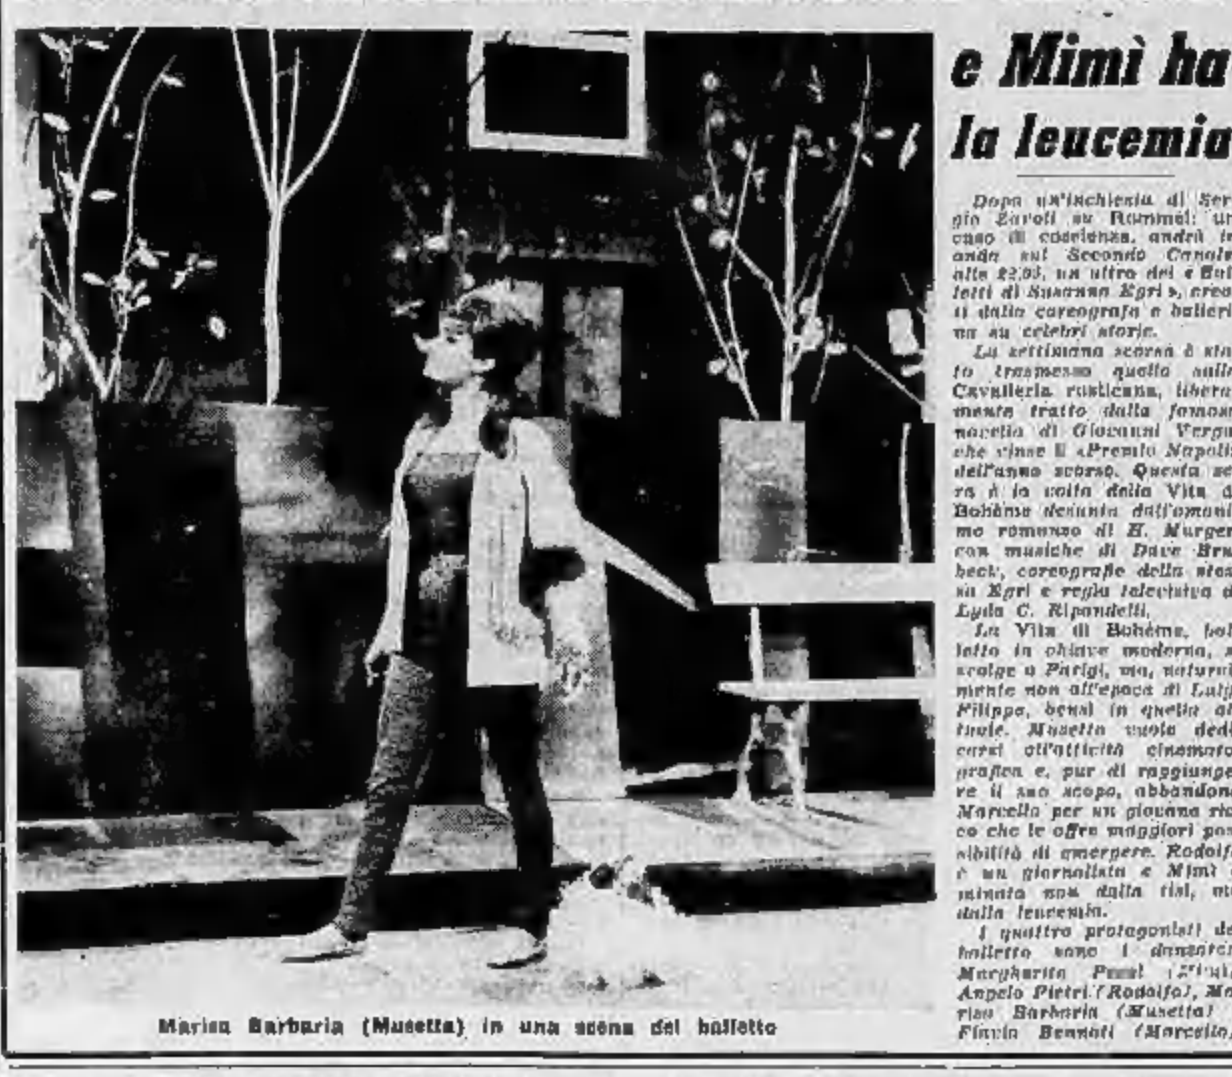 e Mimì ha
la leucemia
Dopo un'inchiesta di Ser
gio Zavoli su Rommel: un
caso di coscienza, andrà in
onda sul Secondo Canale
alle 22.05, un altro dei « Bal
letti di Susanna Egri », crea
ti dalla coreografa e balleri
na su celebri storie.
La settimana scorsa è sta
to trasmesso quello sulla
Cavalleria rusticana, libera
mente tratto dalla famosa
novella di Giovanni Verga
che vinse il «Premio Napoli»
dell'anno scorso. Questa se
ra è la volta della Vita di
Bohème desunta dall'omoni
mo romanzo di H. Murger
con musiche di Dave Bru
beck, coreografie della stes
sa Egri e regia televisiva di
Lyda C. Ripandelli.
La Vita di Bohème, bal
letto in chiave moderna, si
svolge a Parigi, ma, natural
mente non all'epoca di Luigi
Filippo, bensì in quella at
tuale. Musetta vuole dedi
carsi all'attività cinemato
grafica e, pur di raggiunge
re il suo scopo, abbandona
Marcello per un giovane ric
co che le offre maggiori pos
sibilità di emergere. Rodolfo
è un giornalista e Mimì è
minata non dalla tisi, ma
dalla leucemia.
I quattro protagonisti del
balletto sono i danzatori
Margherita
Angelo Pietri (Rodolfo), Ma
risa Barbaria (Musetta) e
Flavio Bennati (Marcello)
Marisa Barbaria (Musetta) in una scena del balletto